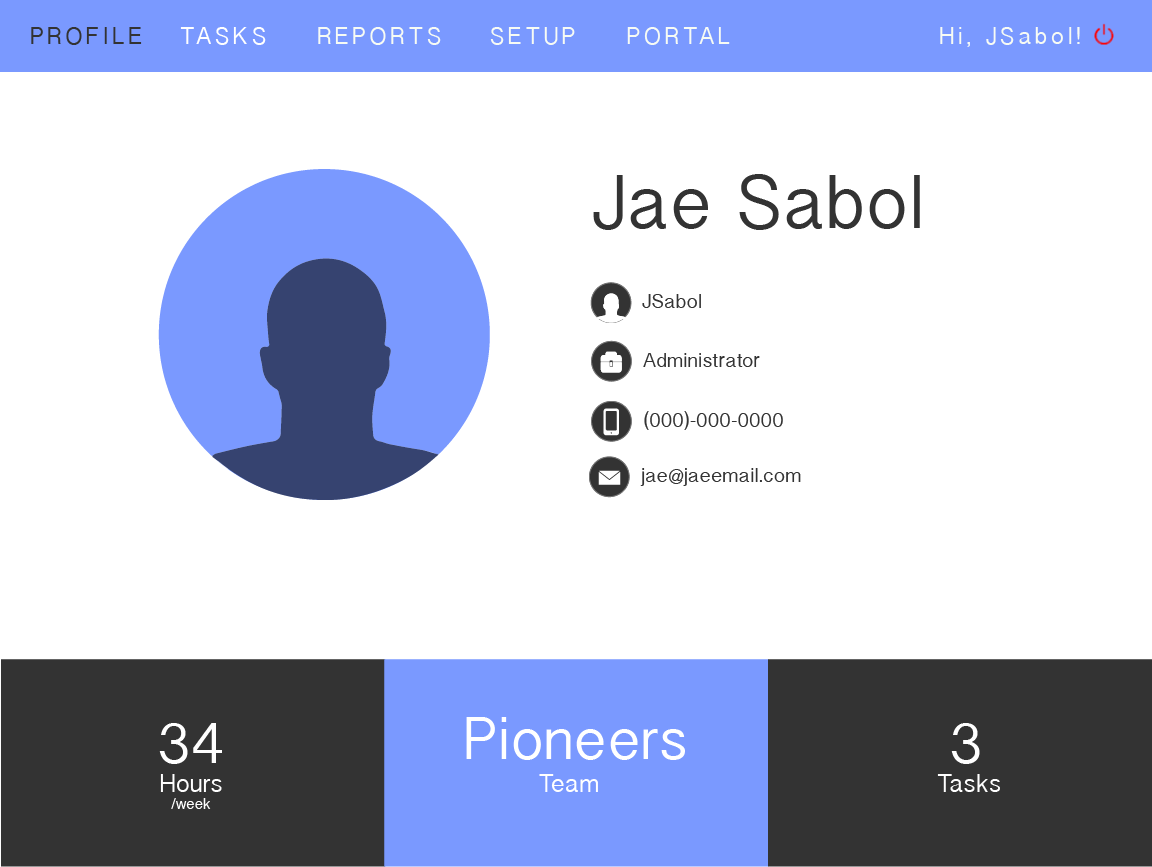 PROFILE TASKS REPORTS SETUP PORTAL Hi, JSabol!
Jae Sabol
JSabol
Administrator
(000)-000-0000
jae@jaeemail.com
34
Hours
/week
Pioneers
Team
3
Tasks